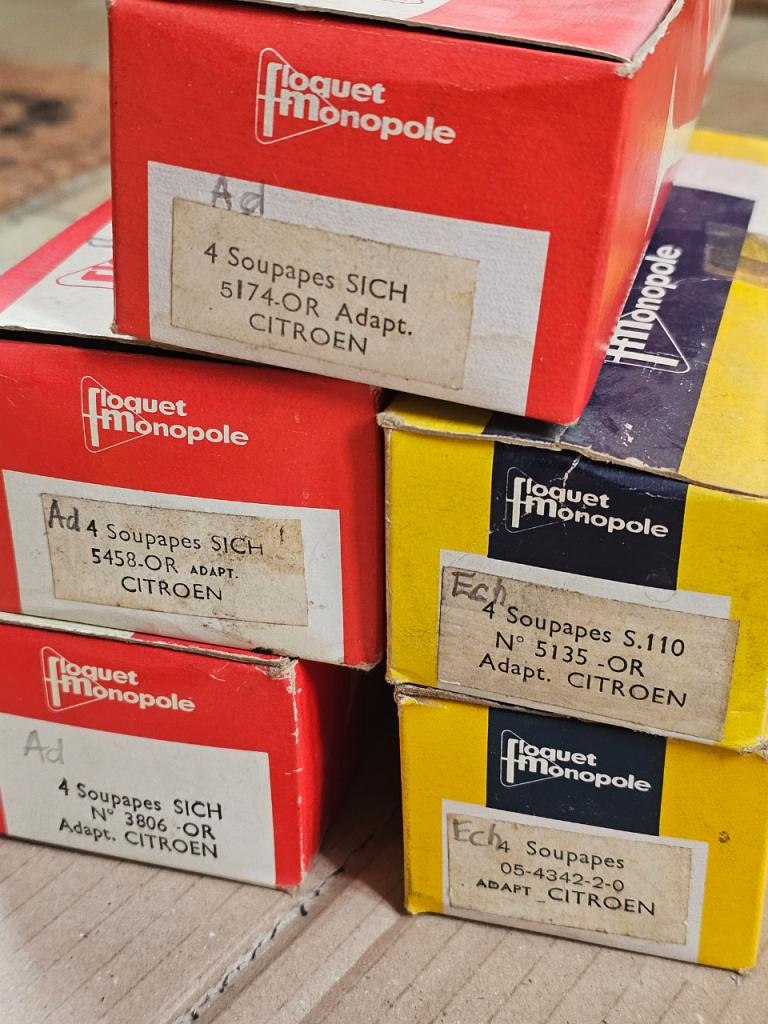 floquet
monopole
Ad
4 Soupapes SICH
5174-OR Adapt.
CITROEN
monopole
floquet
monopole
Ad 4 Soupapes SICH
5458-OR ADAPT.
CITROEN
floquet
monopole
Ech
4 Soupapes S.110
N° 5135 -OR
Adapt. CITROEN
floquet
monopole
Ad
4 Soupapes SICH
N° 3806 -OR
Adapt. CITROEN
floquet
monopole
Ech
4 Soupapes
05-4342-2-0
ADAPT CITROEN